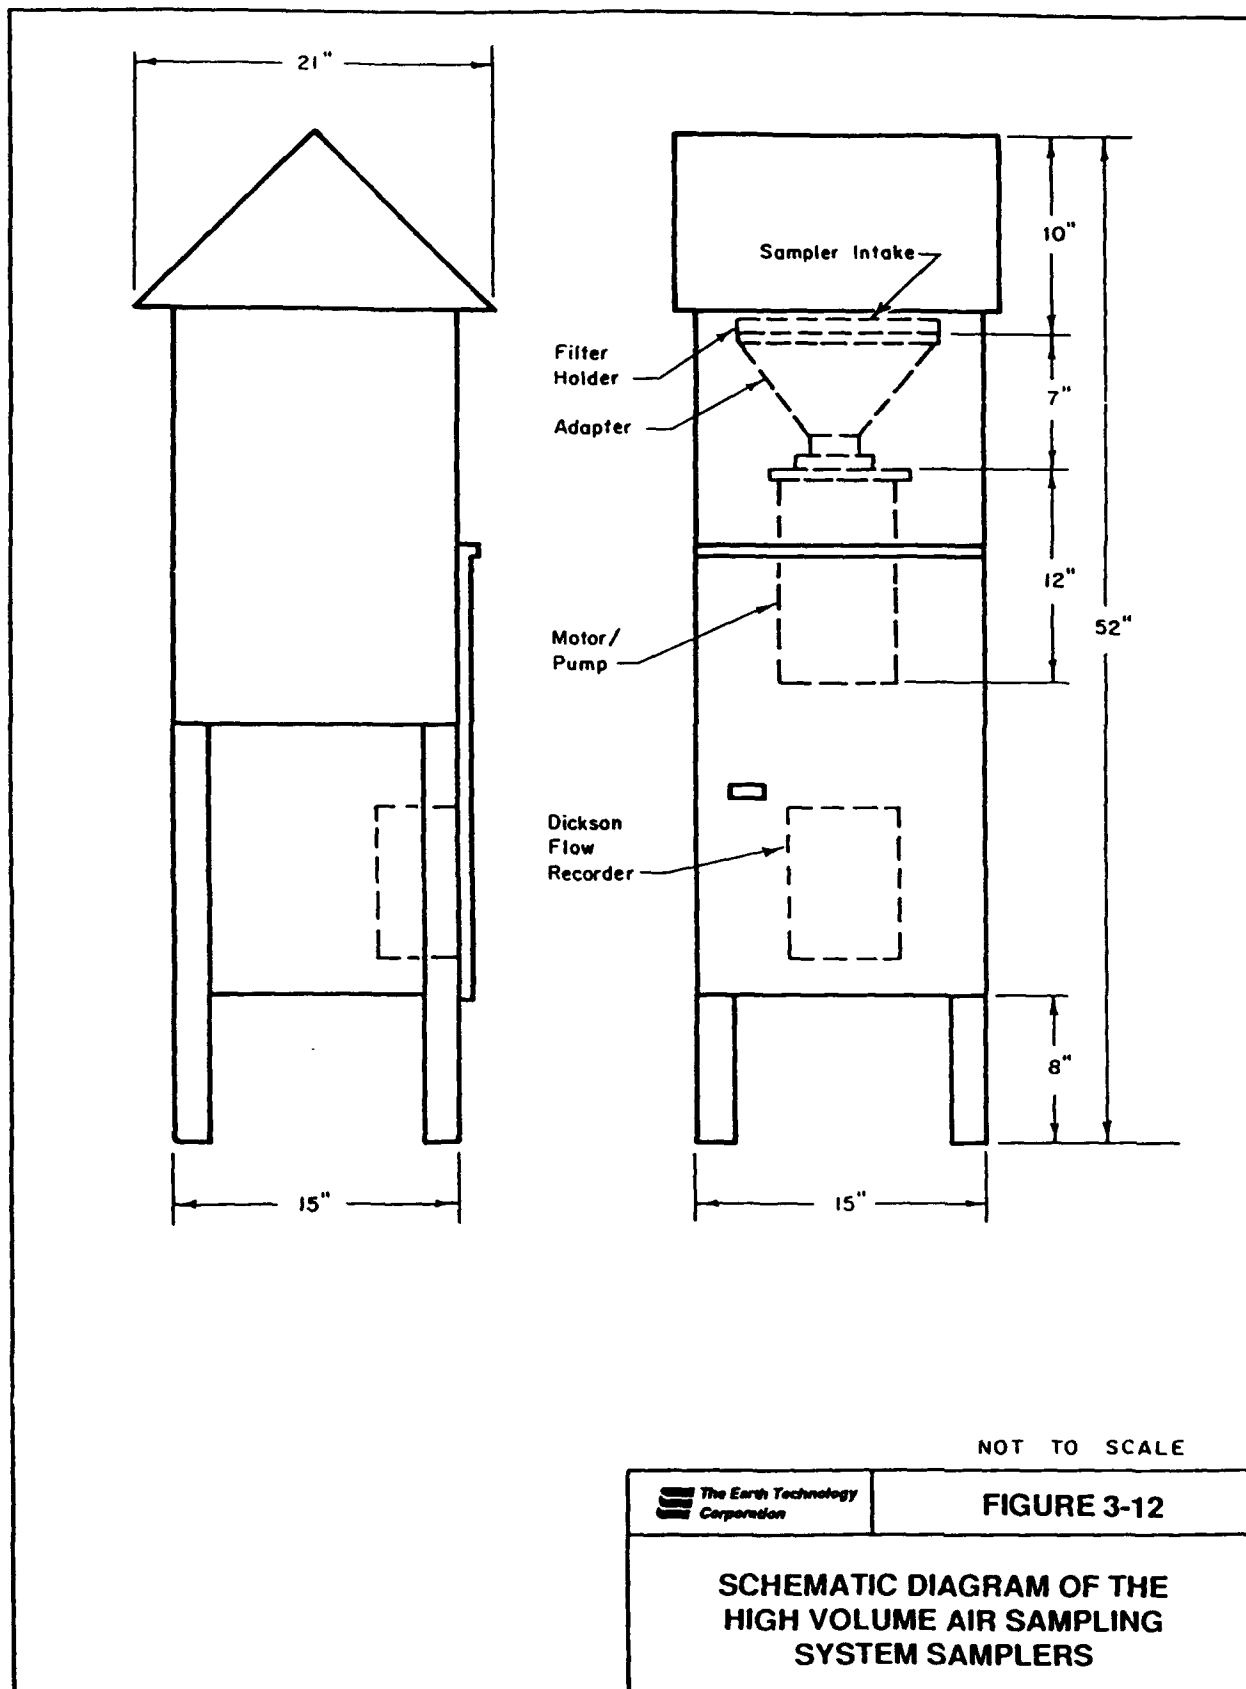 21"
10"
Sampler Intake
Filter
Holder
7"
Adapter
12"
52"
Motor/
Pump
Dickson
Flow
Recorder
8"
15"
15"
NOT TO SCALE
The Earth Technology
Corporation
FIGURE 3-12
SCHEMATIC DIAGRAM OF THE
HIGH VOLUME AIR SAMPLING
SYSTEM SAMPLERS